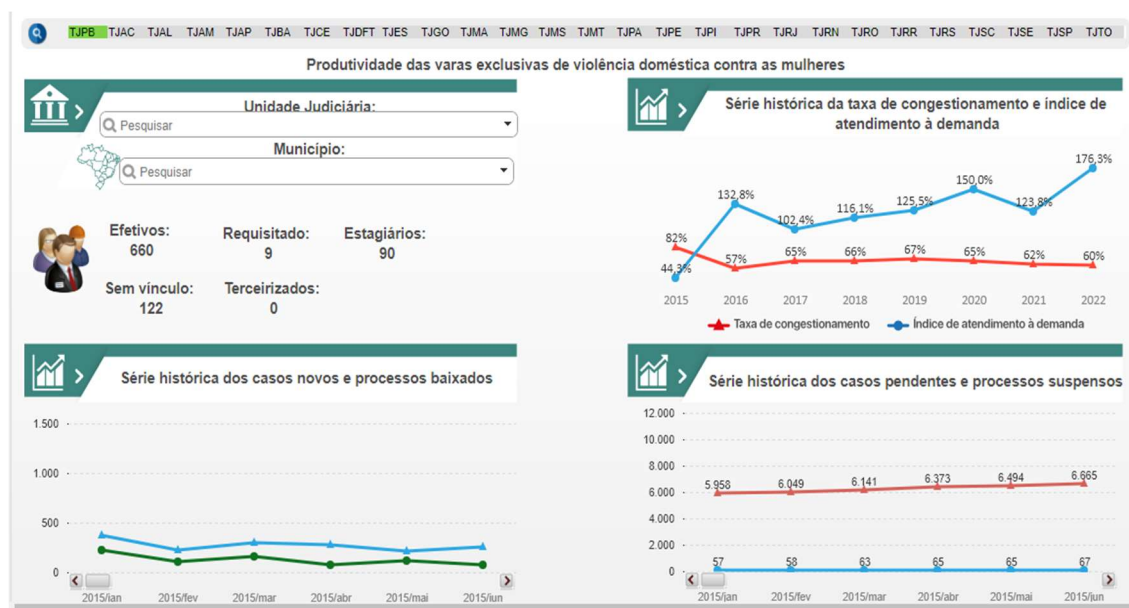 TJPB TJAC TJAL TJAM TJAP TJBA TJCE TJDFT TJES TJGO TJMA TJMG TJMS TJMT TJPA TJPE TJPI TJPR TJRJ TJRN TJRO TJRR TJRS TJSC TJSE TJSP TJTO
Produtividade das varas exclusivas de violência doméstica contra as mulheres
Unidade Judiciária:
Pesquisar
Município:
Pesquisar
Efetivos:
660
Requisitado:
9
Estagiários:
90
Sem vínculo:
122
Terceirizados:
0
Série histórica da taxa de congestionamento e índice de
atendimento à demanda
176,3%
150,0%
132,8%
125,5%
123,8%
116,1%
102,4%
82%
44,3%
57%
65%
66%
67%
65%
62%
60%
2015 2016 2017 2018 2019 2020 2021 2022
Taxa de congestionamento Índice de atendimento à demanda
Série histórica dos casos novos e processos baixados
1.500
1.000
500
0
2015/jan 2015/fev 2015/mar 2015/abr 2015/mai 2015/jun
Série histórica dos casos pendentes e processos suspensos
12.000
10.000
8.000
6.000
4.000
2.000
0
5.958 6.049 6.141 6.373 6.494 6.665
57 58 63 65 65 67
2015/jan 2015/fev 2015/mar 2015/abr 2015/mai 2015/jun